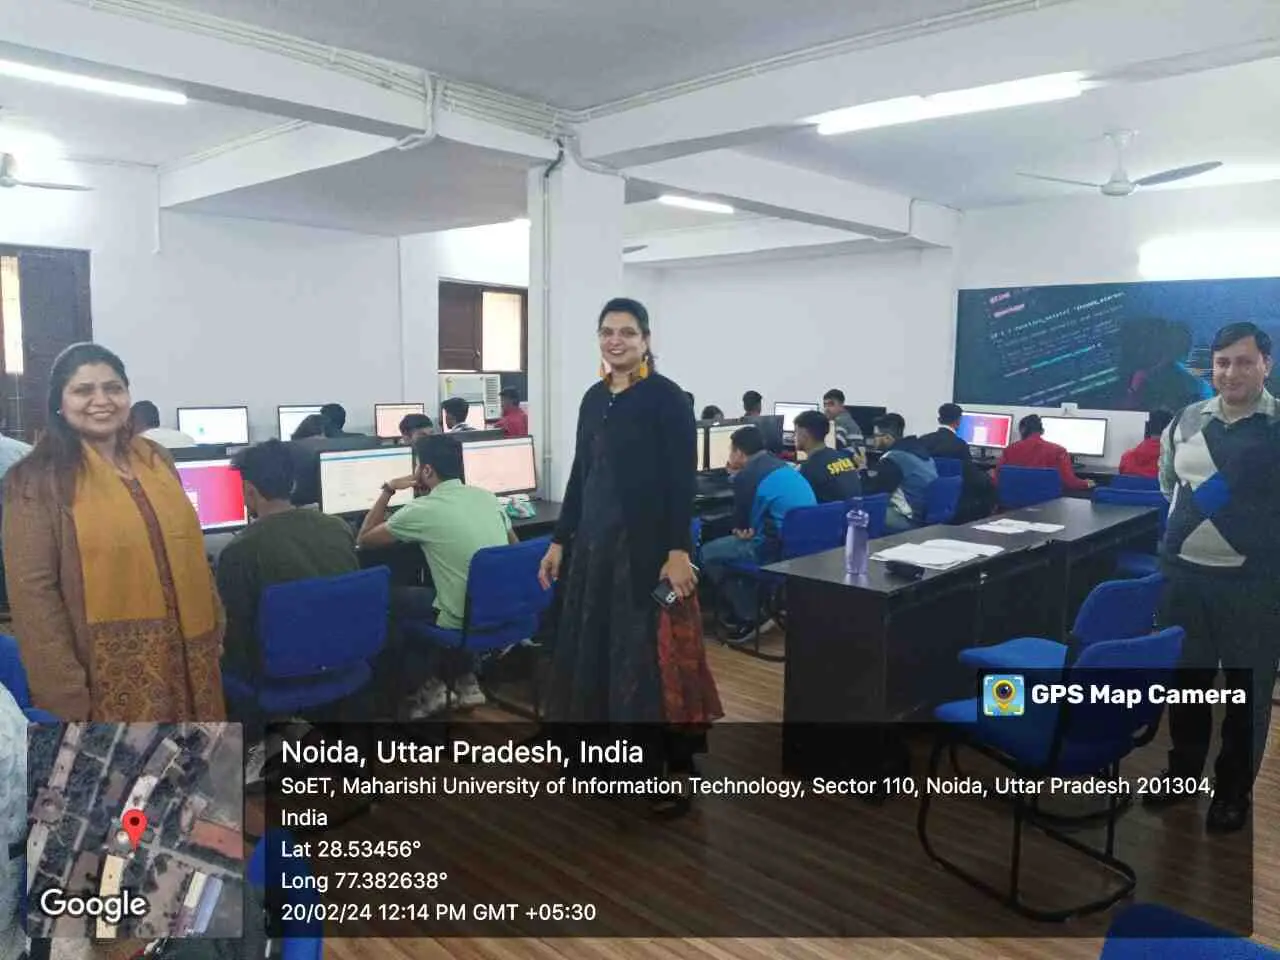 SOVNA
GPS Map Camera
Noida, Uttar Pradesh, India
SoET, Maharishi University of Information Technology, Sector 110, Noida, Uttar Pradesh 201304,
India
Lat 28.53456°
Long 77.382638°
20/02/24 12:14 PM GMT +05:30
Google